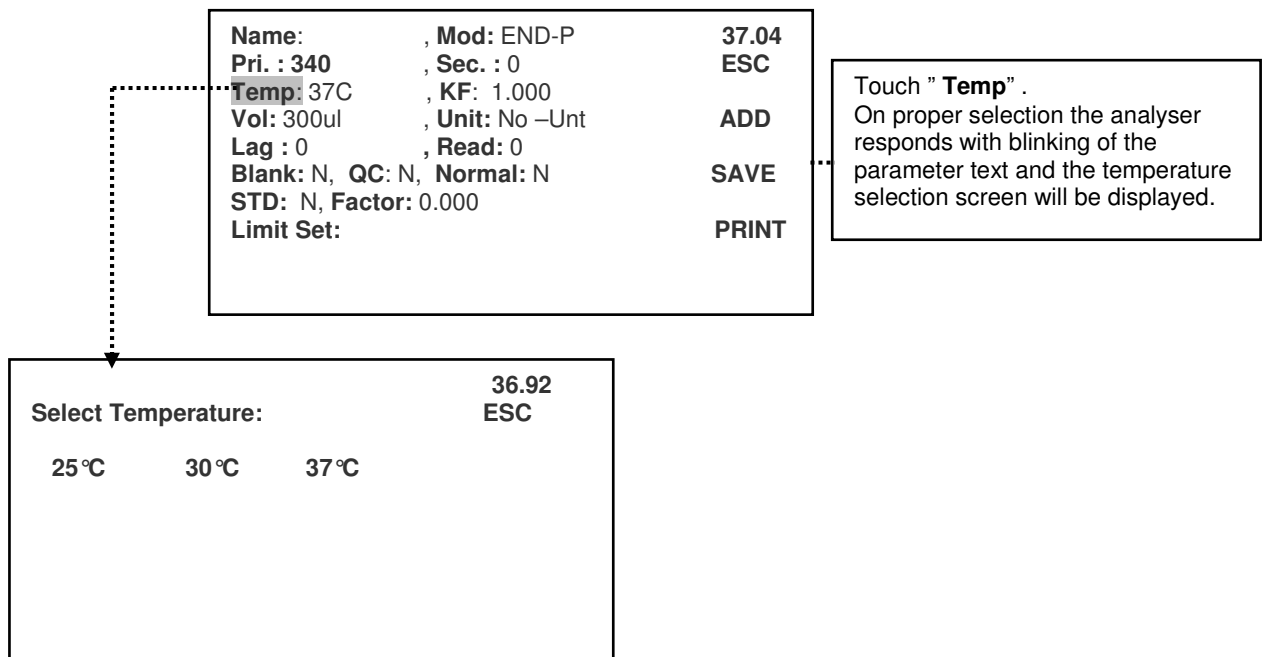 Name: , Mod: END-P 37.04
Pri. : 340 , Sec. : 0 ESC
Temp: 37C , KF: 1.000
Vol: 300ul , Unit: No –Unt ADD
Lag : 0 , Read: 0
Blank: N, QC: N, Normal: N SAVE
STD: N, Factor: 0.000
Limit Set: PRINT
Touch ” Temp” .
On proper selection the analyser
responds with blinking of the
parameter text and the temperature
selection screen will be displayed.
36.92
Select Temperature: ESC
25°C 30°C 37°C